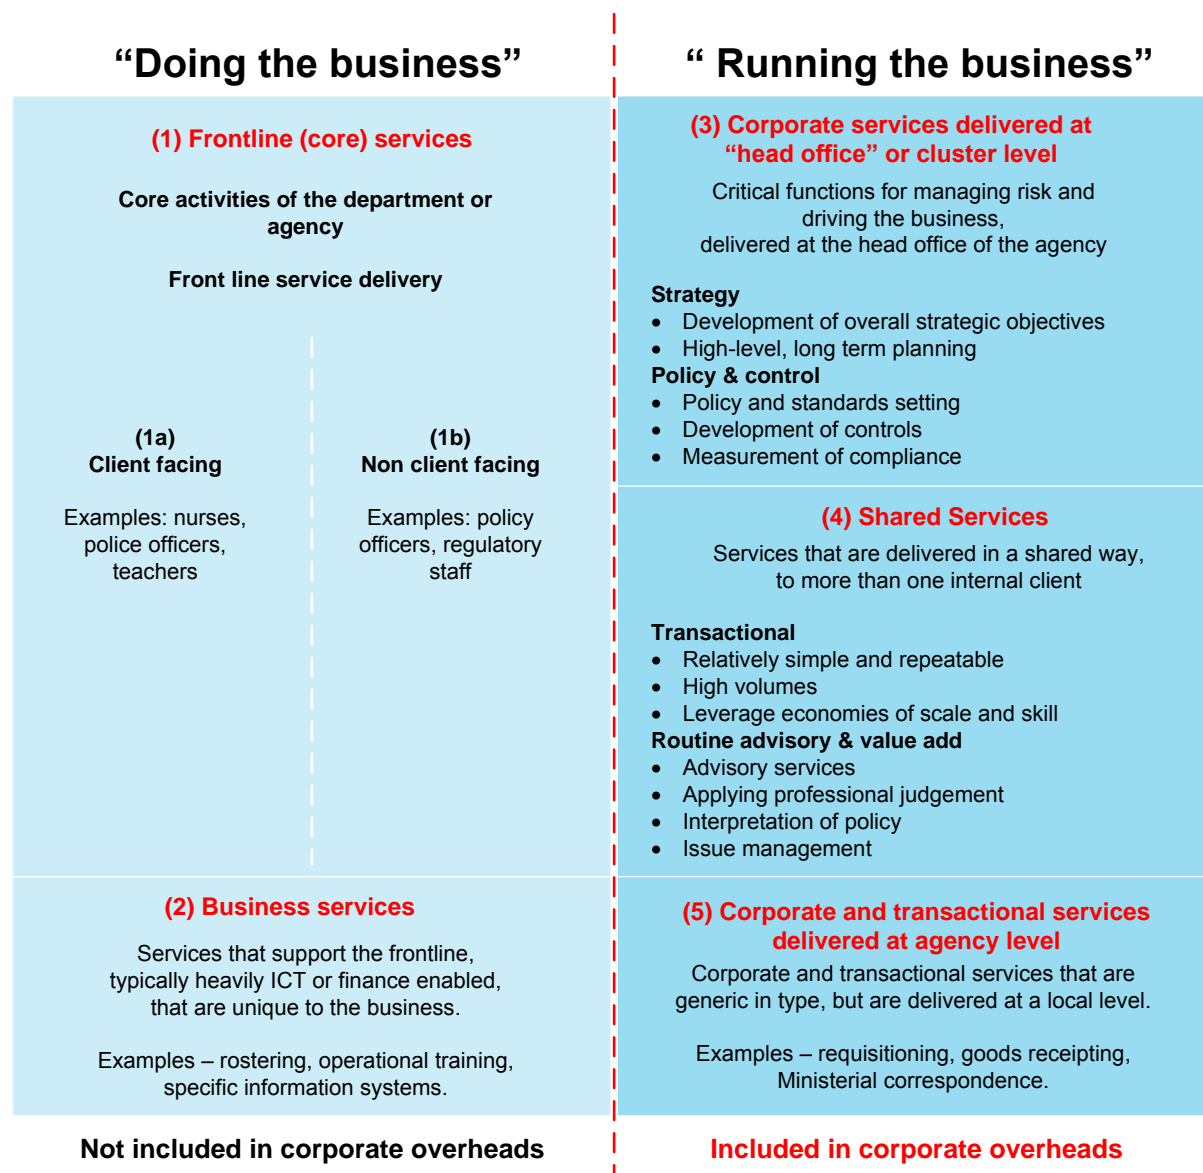 “Doing the business”
(1) Frontline (core) services
Core activities of the department or
agency
Front line service delivery
(1a)
Client facing
Examples: nurses,
police officers,
teachers
(1b)
Non client facing
Examples: policy
officers, regulatory
staff
(2) Business services
Services that support the frontline,
typically heavily ICT or finance enabled,
that are unique to the business.
Examples – rostering, operational training,
specific information systems.
Not included in corporate overheads
“ Running the business”
(3) Corporate services delivered at
“head office” or cluster level
Critical functions for managing risk and
driving the business,
delivered at the head office of the agency
Strategy
• Development of overall strategic objectives
• High-level, long term planning
Policy & control
• Policy and standards setting
• Development of controls
• Measurement of compliance
(4) Shared Services
Services that are delivered in a shared way,
to more than one internal client
Transactional
• Relatively simple and repeatable
• High volumes
• Leverage economies of scale and skill
Routine advisory & value add
• Advisory services
• Applying professional judgement
• Interpretation of policy
• Issue management
(5) Corporate and transactional services
delivered at agency level
Corporate and transactional services that are
generic in type, but are delivered at a local level.
Examples – requisitioning, goods receipting,
Ministerial correspondence.
Included in corporate overheads